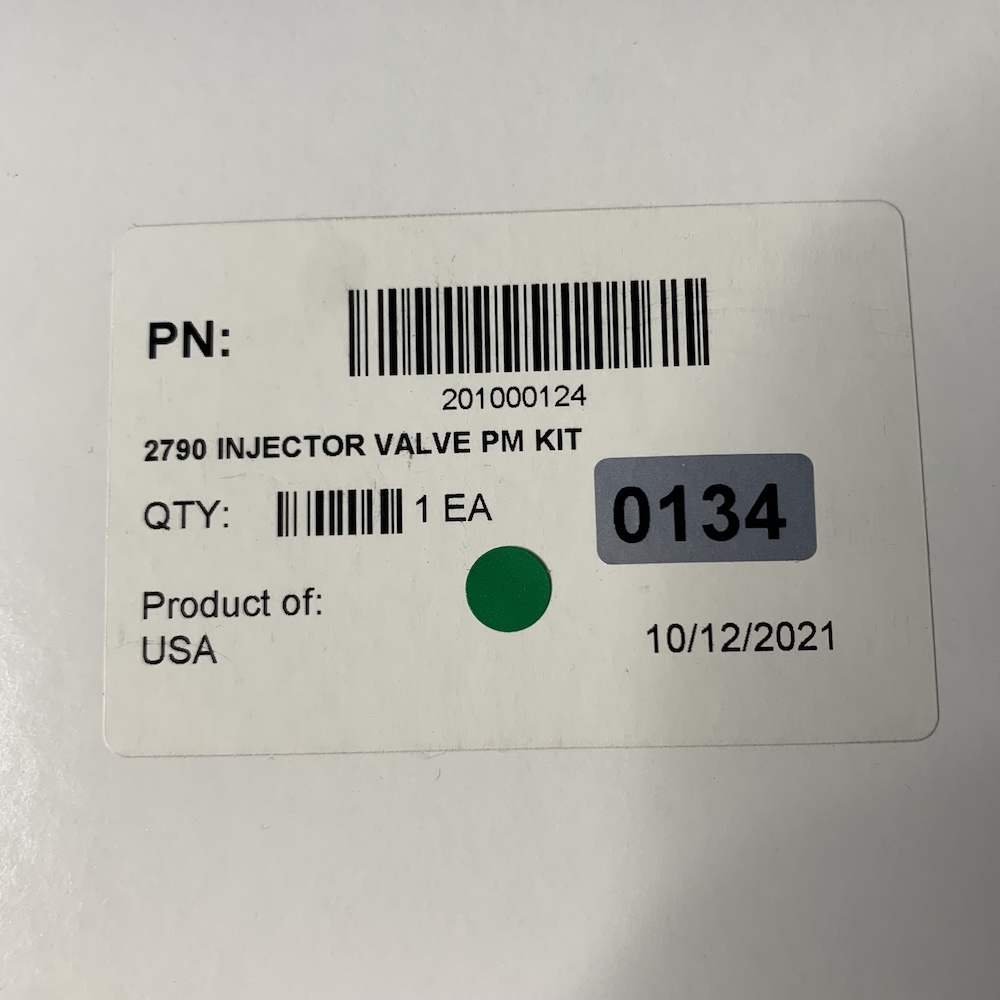 PN:
201000124
2790 INJECTOR VALVE PM KIT
QTY: 1 EA
0134
Product of:
USA
10/12/2021